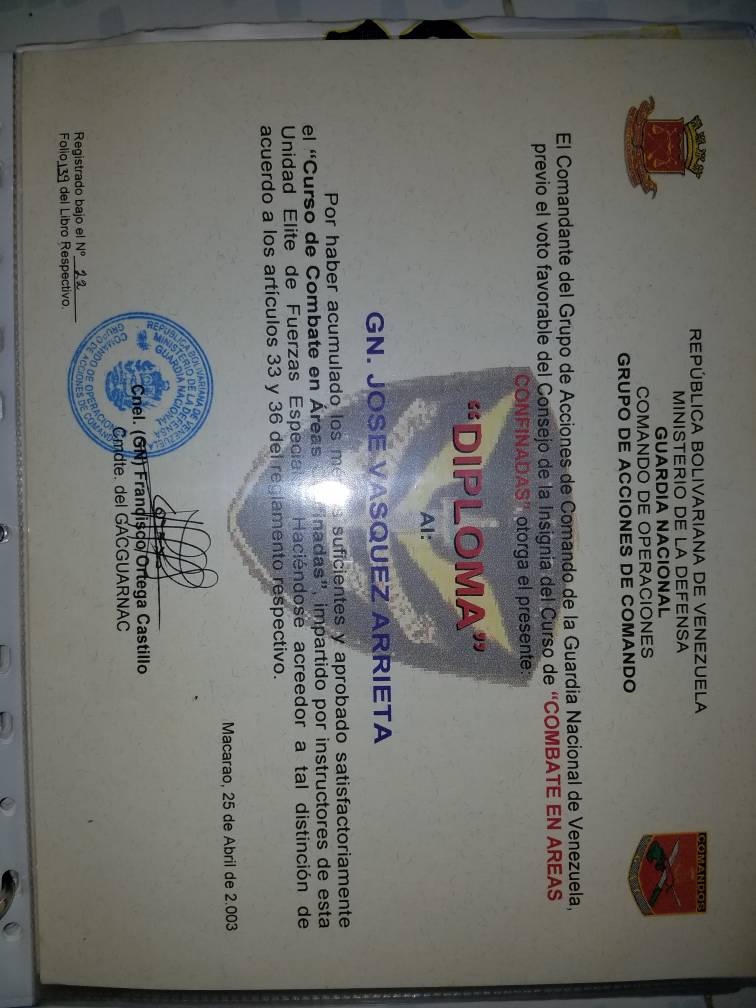 REPÚBLICA BOLIVARIANA DE VENEZUELA
MINISTERIO DE LA DEFENSA
GUARDIA NACIONAL
COMANDO DE OPERACIONES
GRUPO DE ACCIONES DE COMANDO
COMANDOS
El Comandante del Grupo de Acciones de Comando de la Guardia Nacional de Venezuela,
previo el voto favorable del Consejo de la Insignia del Curso de “COMBATE EN AREAS
CONFINADAS”, otorga el presente:
“DIPLOMA”
Al:
GN. JOSE VASQUEZ ARRIETA
Por haber acumulado los suficientes y aprobado satisfactoriamente
el “Curso de Combate en Áreas impartido por instructores de esta
Unidad Elite de Fuerzas Haciéndose acreedor a tal distinción de
acuerdo a los artículos 33 y 36 del reglamento respectivo.
Macarao, 25 de Abril de 2.003
Cnel. (GN) Francisco Ortega Castillo
Cmdte. del GACGUARNAC
REPÚBLICA BOLIVARIANA DE VENEZUELA
MINISTERIO DE LA DEFENSA
GUARDIA NACIONAL
COMANDO DE OPERACIONES
GRUPO DE ACCIONES DE COMANDO
Registrado bajo el Nº 22
Folio 139 del Libro Respectivo.